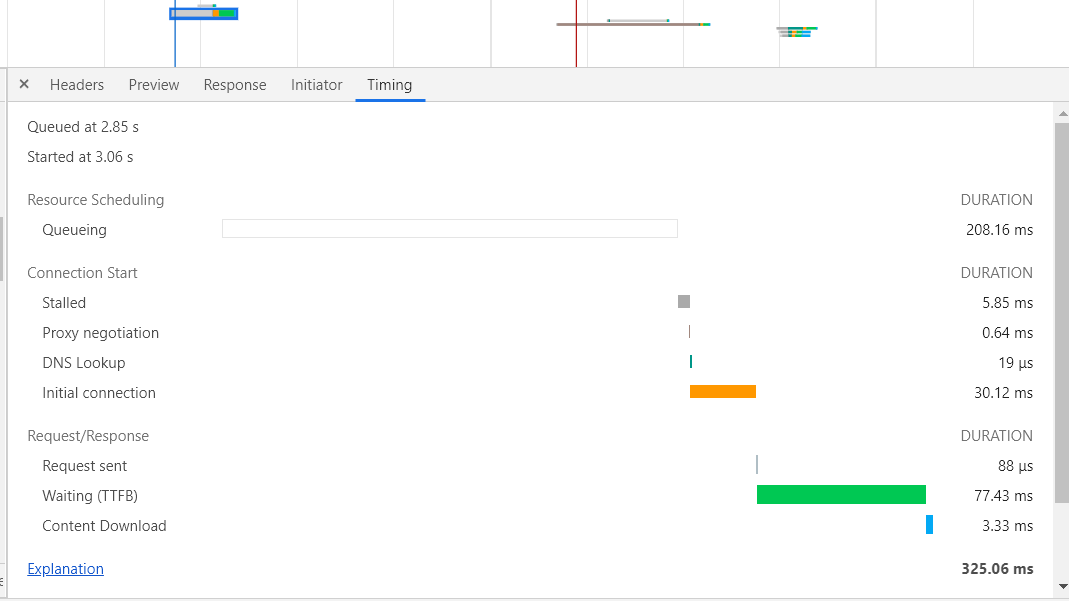 Headers Preview Response Initiator Timing
Queued at 2.85 s
Started at 3.06 s
Resource Scheduling DURATION
Queueing 208.16 ms
Connection Start DURATION
Stalled 5.85 ms
Proxy negotiation 0.64 ms
DNS Lookup 19 μs
Initial connection 30.12 ms
Request/Response DURATION
Request sent 88 μs
Waiting (TTFB) 77.43 ms
Content Download 3.33 ms
Explanation 325.06 ms